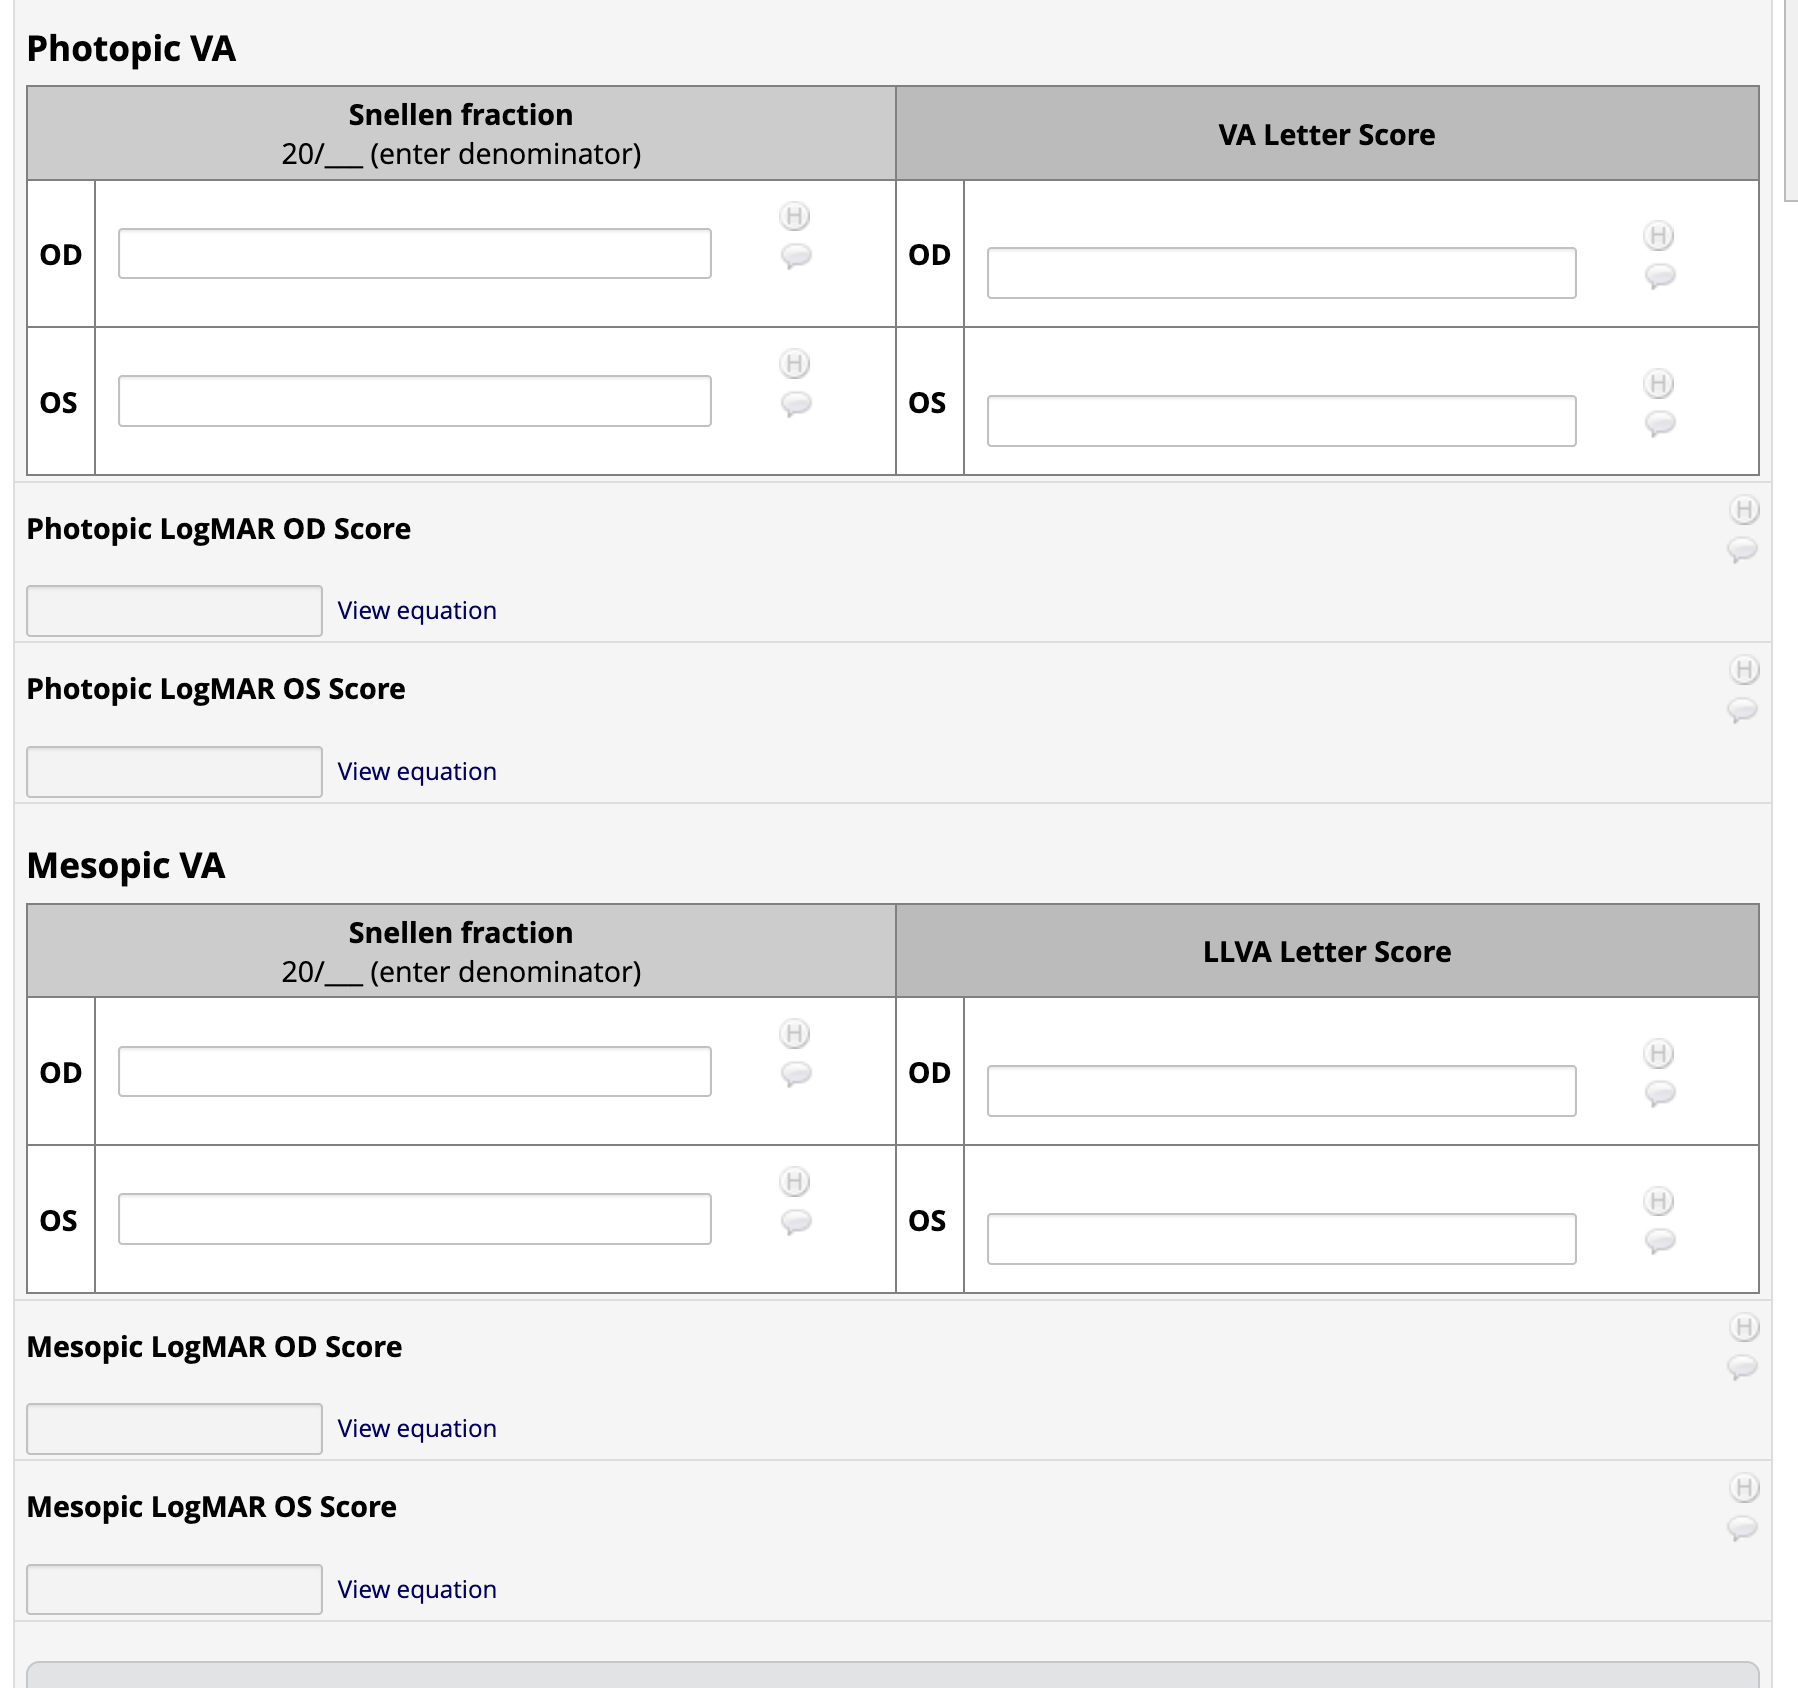 Photopic VA
Snellen fraction
20/___ (enter denominator)
VA Letter Score
OD
H
OD
H
OS
H
OS
H
Photopic LogMAR OD Score
H
View equation
Photopic LogMAR OS Score
H
View equation
Mesopic VA
Snellen fraction
20/___ (enter denominator)
LLVA Letter Score
OD
H
OD
H
OS
H
OS
H
Mesopic LogMAR OD Score
H
View equation
Mesopic LogMAR OS Score
H
View equation